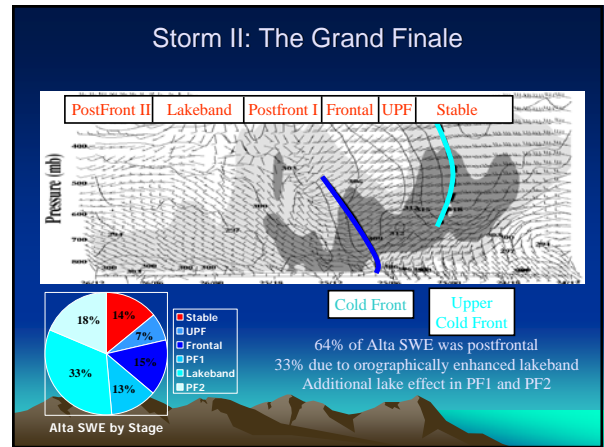 Storm II: The Grand Finale
PostFront II Lakeband Postfront I Frontal UPF Stable
Pressure (mb)
400
500
600
700
800
Cold Front
Upper
Cold Front
18%
14%
7%
15%
13%
33%
Stable
UPF
Frontal
PF1
Lakeband
PF2
Alta SWE by Stage
64% of Alta SWE was postfrontal
33% due to orographically enhanced lakeband
Additional lake effect in PF1 and PF2